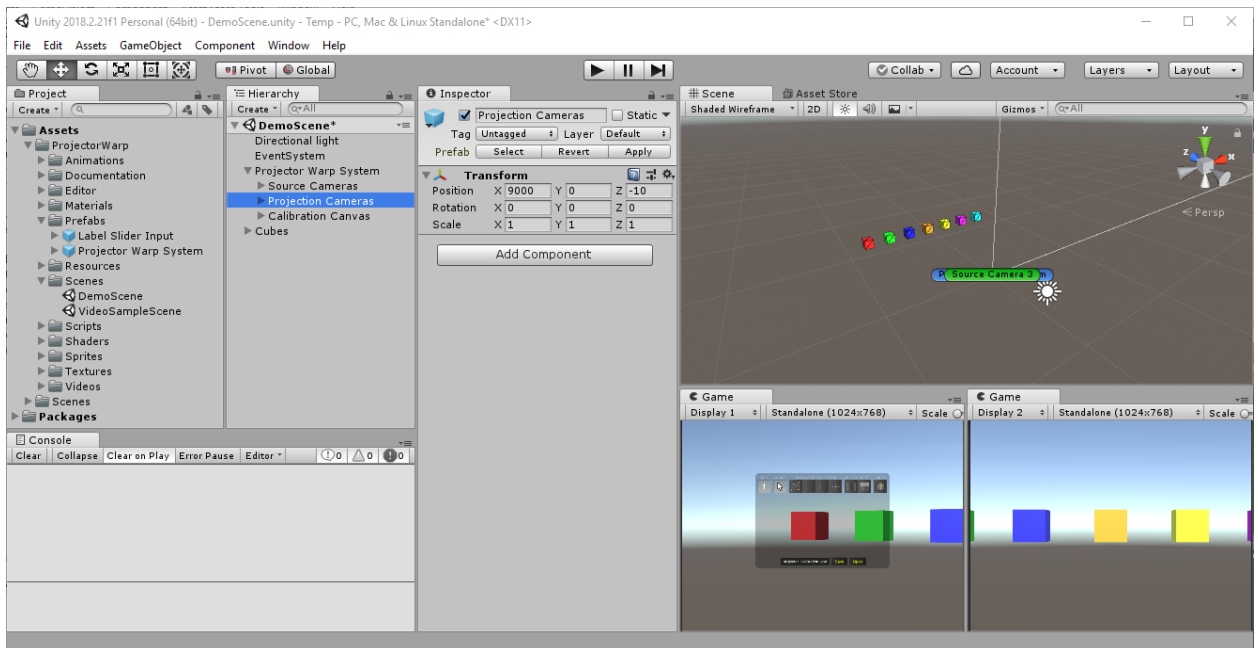 Unity 2018.2.21f1 Personal (64bit) - DemoScene.unity - Temp - PC, Mac & Linux Standalone* <DX11>
File Edit Assets GameObject Component Window Help
Pivot Global Collab Account Layers Layout
Project
Create
Assets
ProjectorWarp
Animations
Documentation
Editor
Materials
Prefabs
Label Slider Input
Projector Warp System
Resources
Scenes
DemoScene
VideoSampleScene
Scripts
Shaders
Sprites
Textures
Videos
Scenes
Packages
Hierarchy
Create All
DemoScene*
Directional light
EventSystem
Projector Warp System
Source Cameras
Projection Cameras
Calibration Canvas
Cubes
Inspector
Projection Cameras Static
Tag Untagged Layer Default
Prefab Select Revert Apply
Transform
Position X 9000 Y 0 Z -10
Rotation X 0 Y 0 Z 0
Scale X 1 Y 1 Z 1
Add Component
Scene Asset Store
Shaded Wireframe 2D Gizmos All
y
z x
Persp
P Source Camera 3 m
Console
Clear Collapse Clear on Play Error Pause Editor 0 0 0
Game
Display 1 Standalone (1024x768) Scale
Save Open
Game
Display 2 Standalone (1024x768) Scale